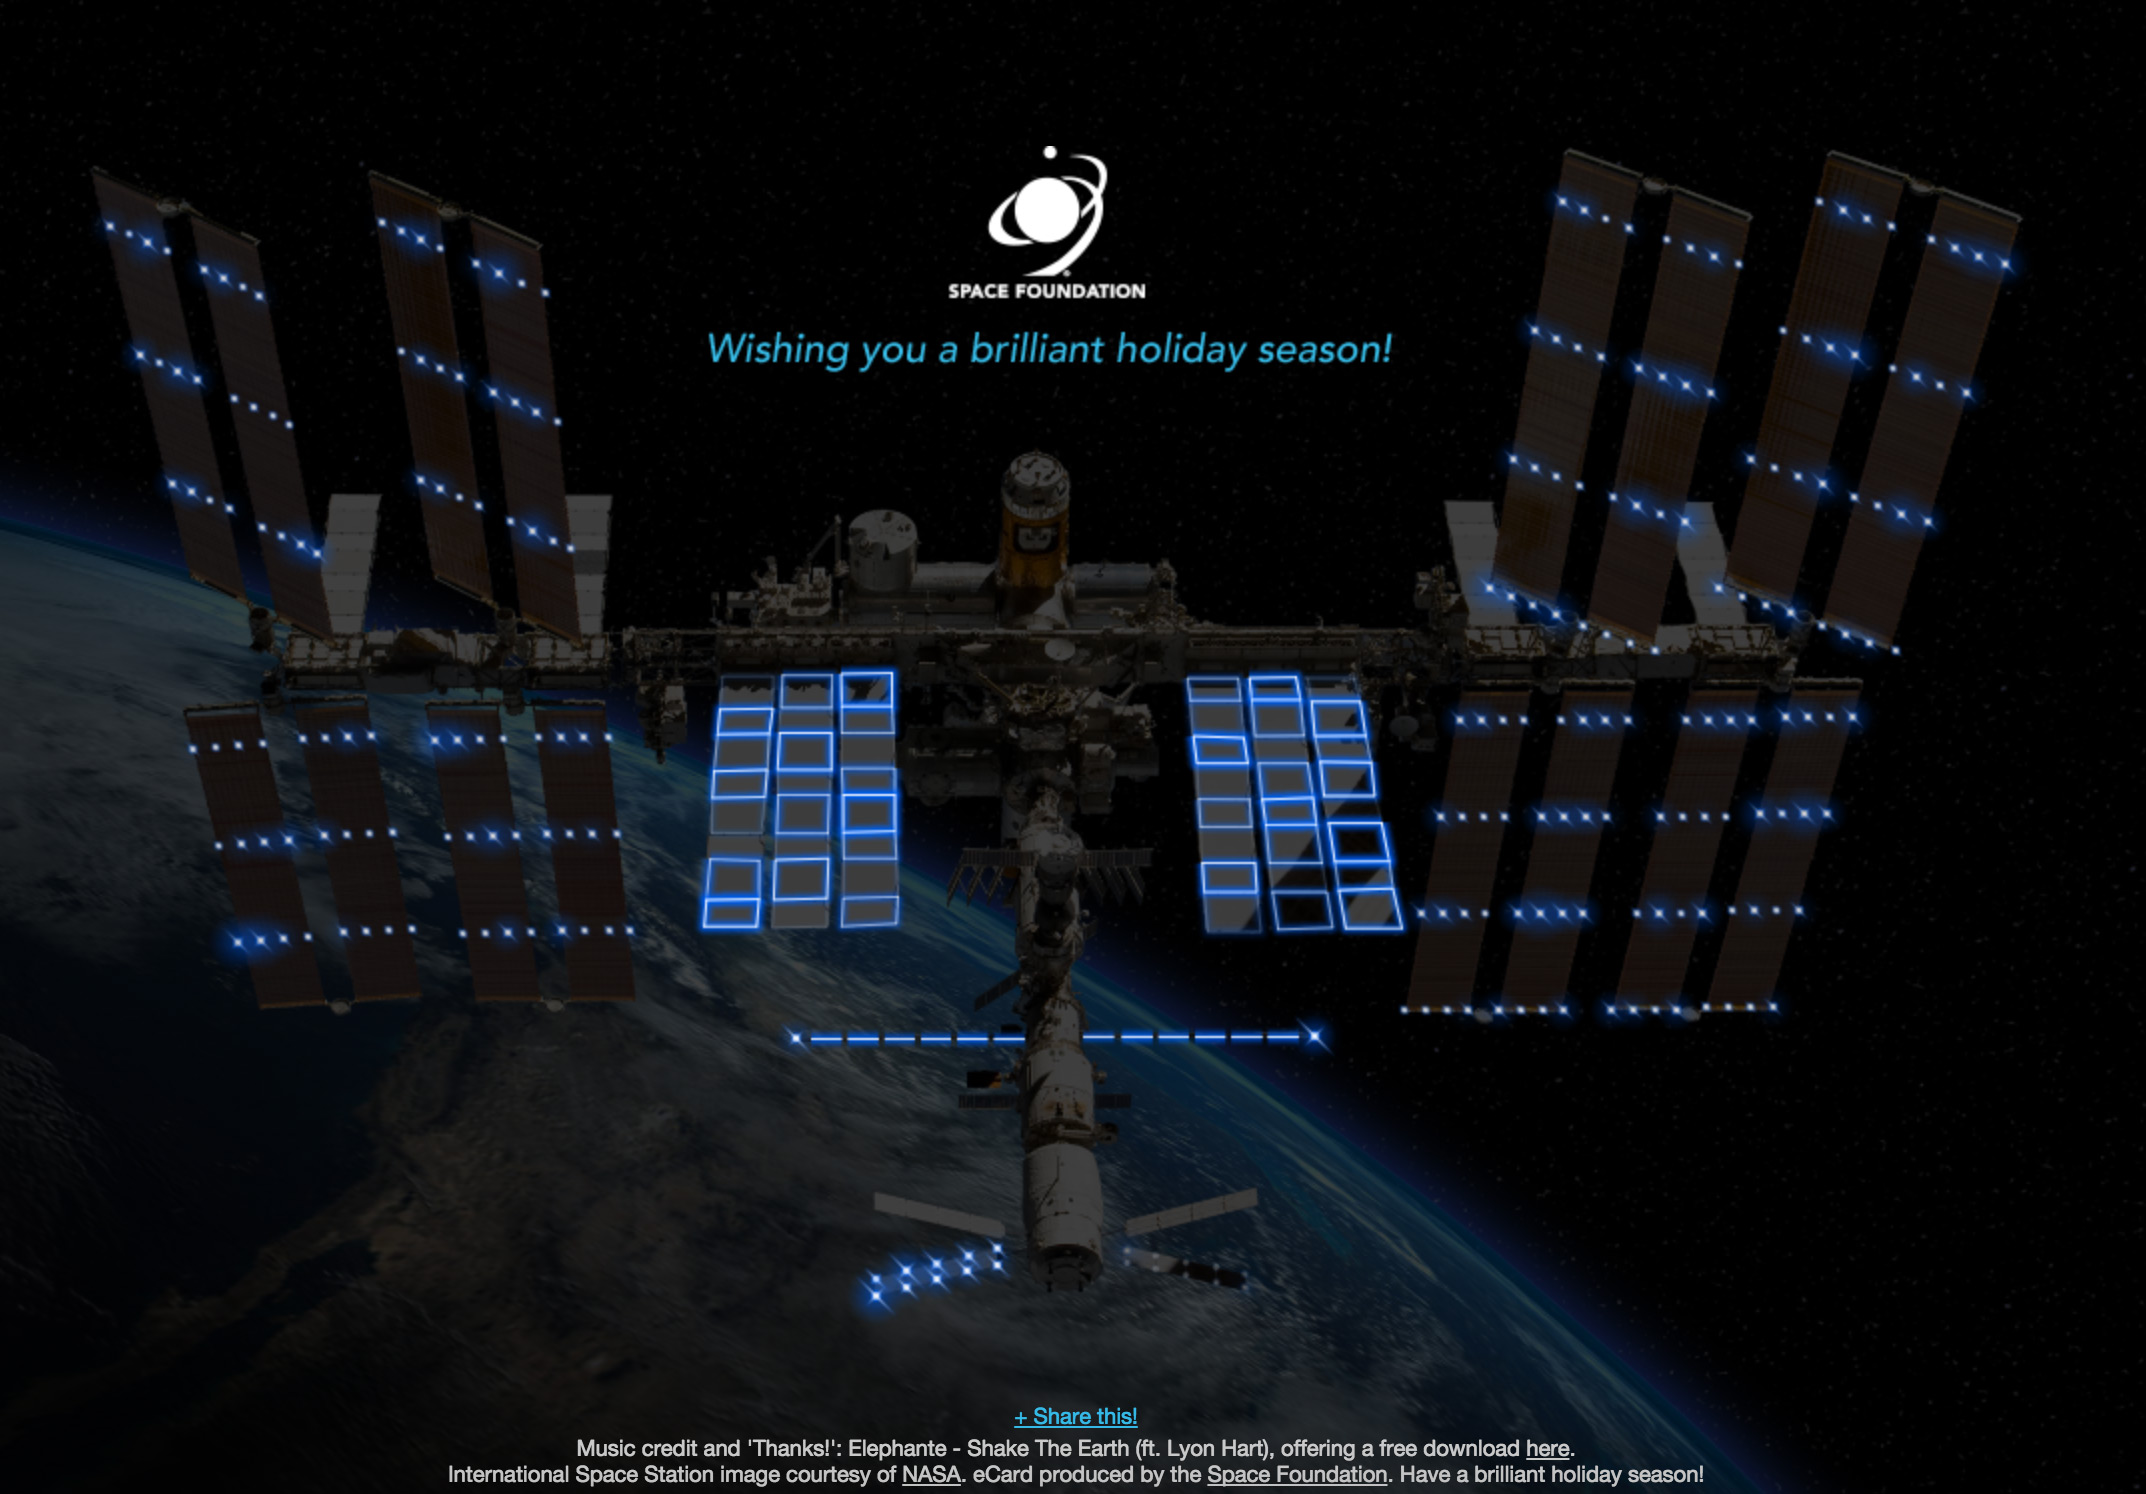 SPACE FOUNDATION
Wishing you a brilliant holiday season!
+ Share this!
Music credit and 'Thanks!': Elephante - Shake The Earth (ft. Lyon Hart), offering a free download here.
International Space Station image courtesy of NASA. eCard produced by the Space Foundation. Have a brilliant holiday season!